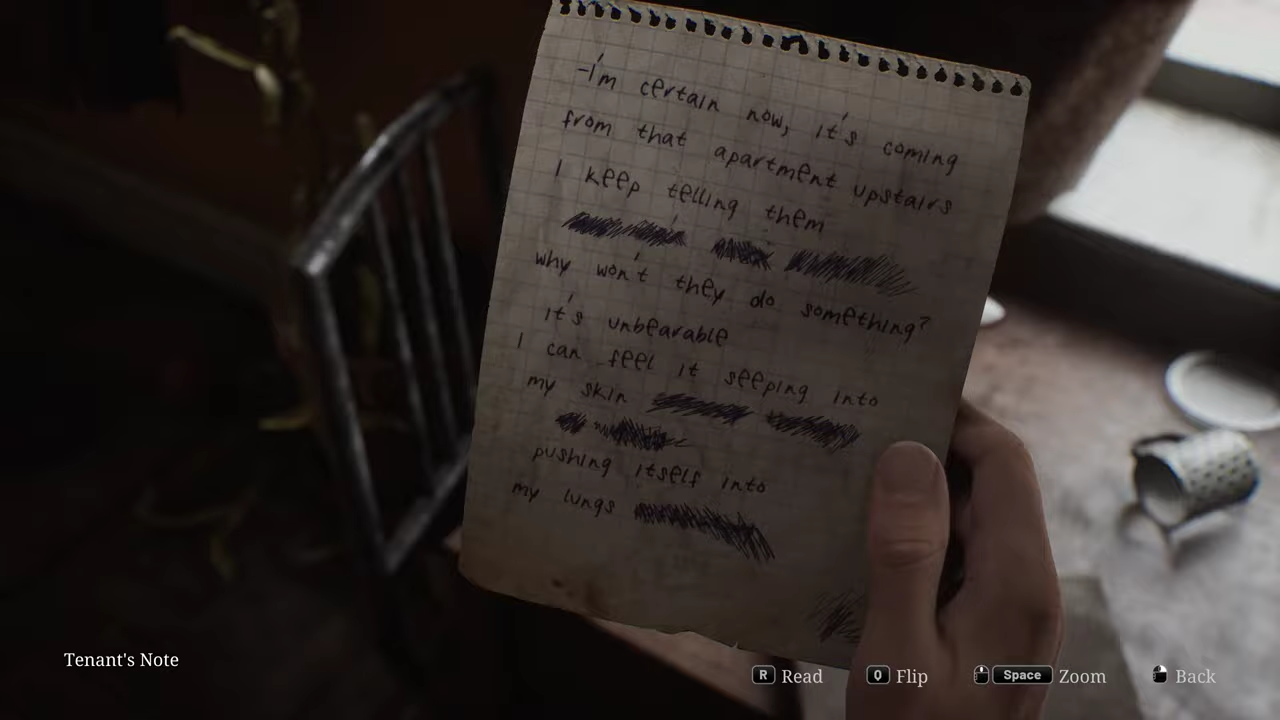 -I'm certain now, it's coming
from that apartment upstairs
I keep telling them
why won't they do something?
it's unbearable
I can feel it seeping into
my skin
pushing itself into
my lungs
Tenant's Note
R Read
Q Flip
Space Zoom
Back